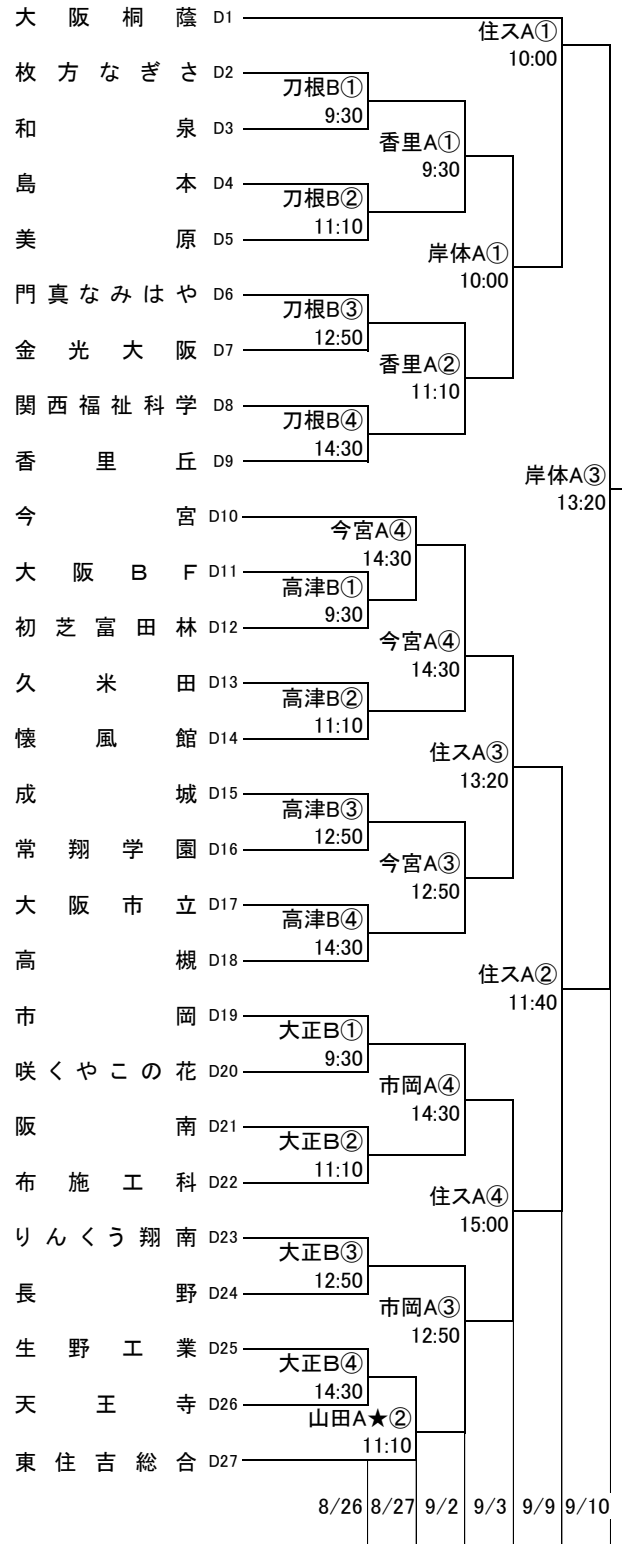 大阪桐蔭 D1
住スA①
10:00
枚方なぎさ D2
刀根B①
9:30
和泉 D3
香里A①
9:30
島本 D4
刀根B②
11:10
美原 D5
岸体A①
10:00
門真なみはや D6
刀根B③
12:50
金光大阪 D7
香里A②
11:10
関西福祉科学 D8
刀根B④
14:30
香里丘 D9
岸体A③
13:20
今宮 D10
今宮A④
14:30
大阪BF D11
高津B①
9:30
初芝富田林 D12
今宮A④
14:30
久米田 D13
高津B②
11:10
懐風館 D14
住スA③
13:20
成城 D15
高津B③
12:50
常翔学園 D16
今宮A③
12:50
大阪市立 D17
高津B④
14:30
高槻 D18
住スA②
11:40
市岡 D19
大正B①
9:30
咲くやこの花 D20
市岡A④
14:30
阪南 D21
大正B②
11:10
布施工科 D22
住スA④
15:00
りんくう翔南 D23
大正B③
12:50
長野 D24
市岡A③
12:50
生野工業 D25
大正B④
14:30
天王寺 D26
山田A★②
11:10
東住吉総合 D27
8/26 8/27 9/2 9/3 9/9 9/10